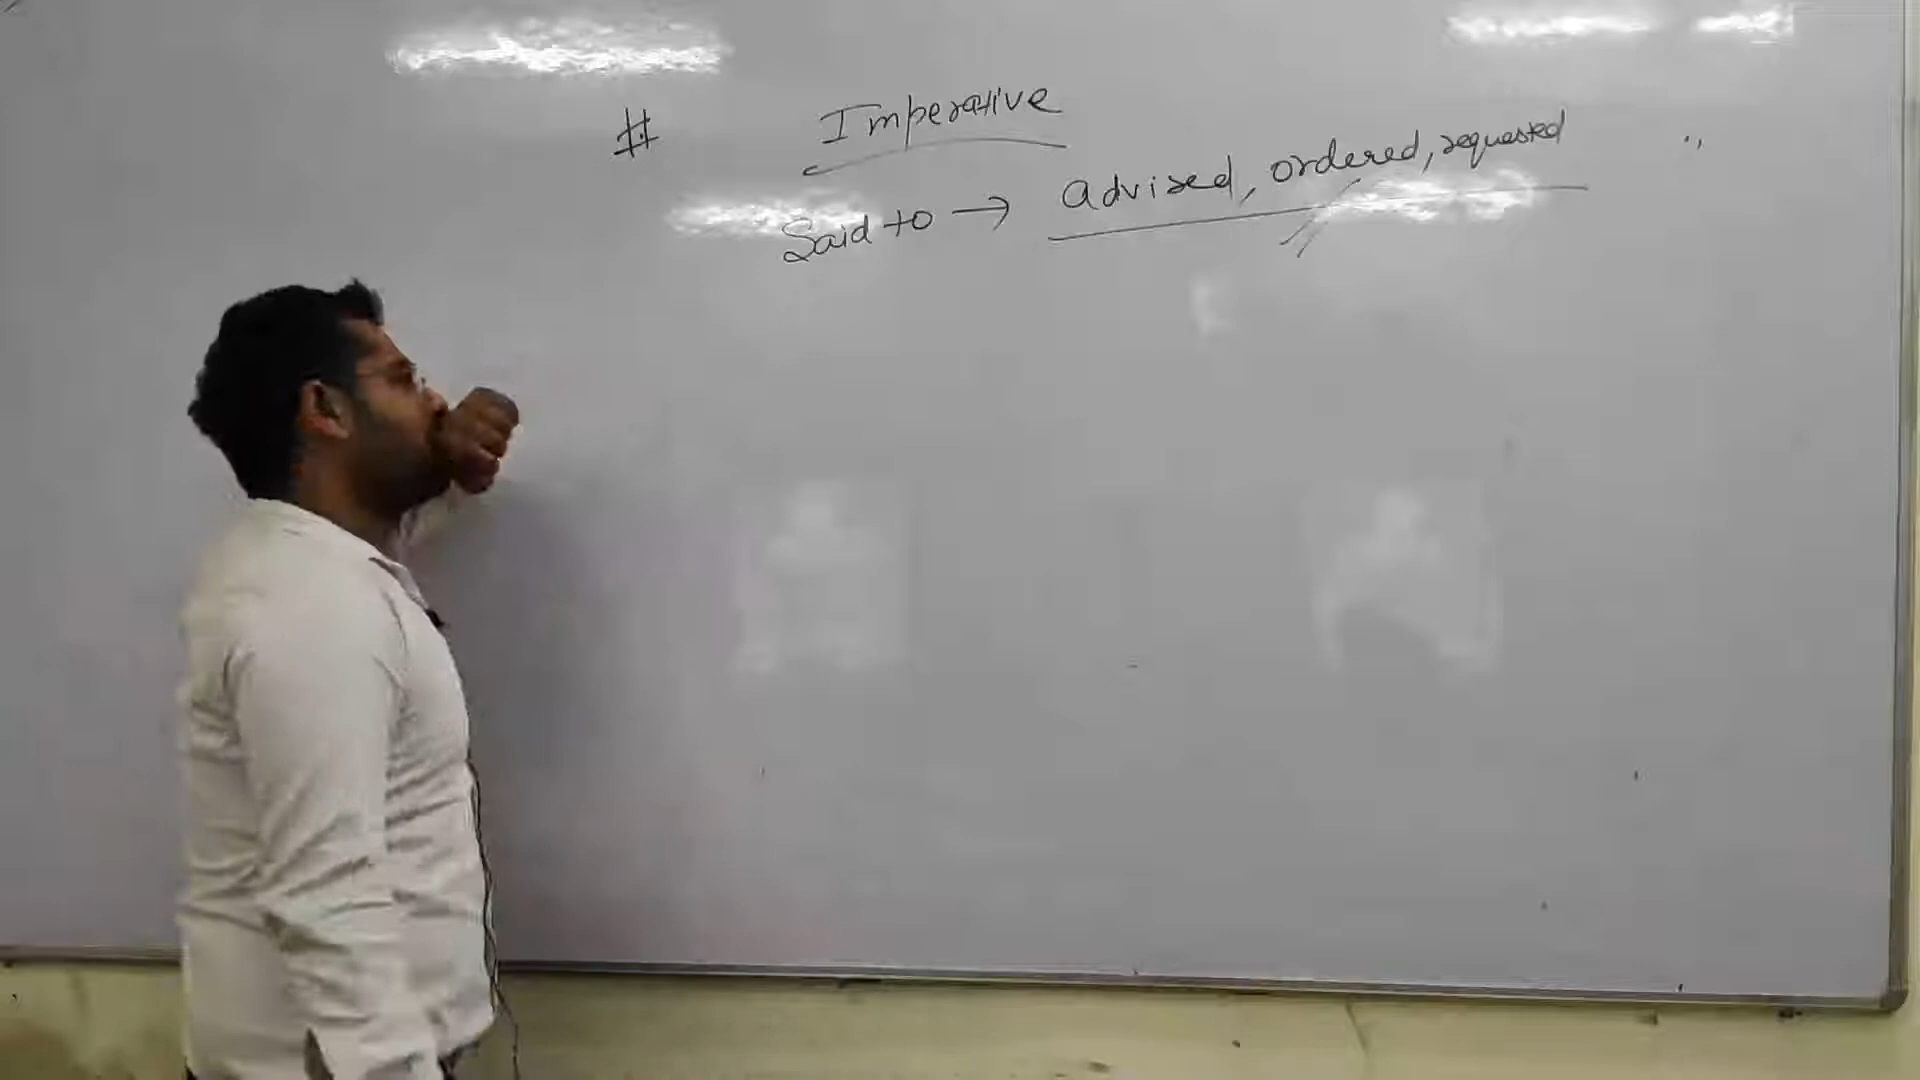 # Imperative
Said to → advised, ordered, requested